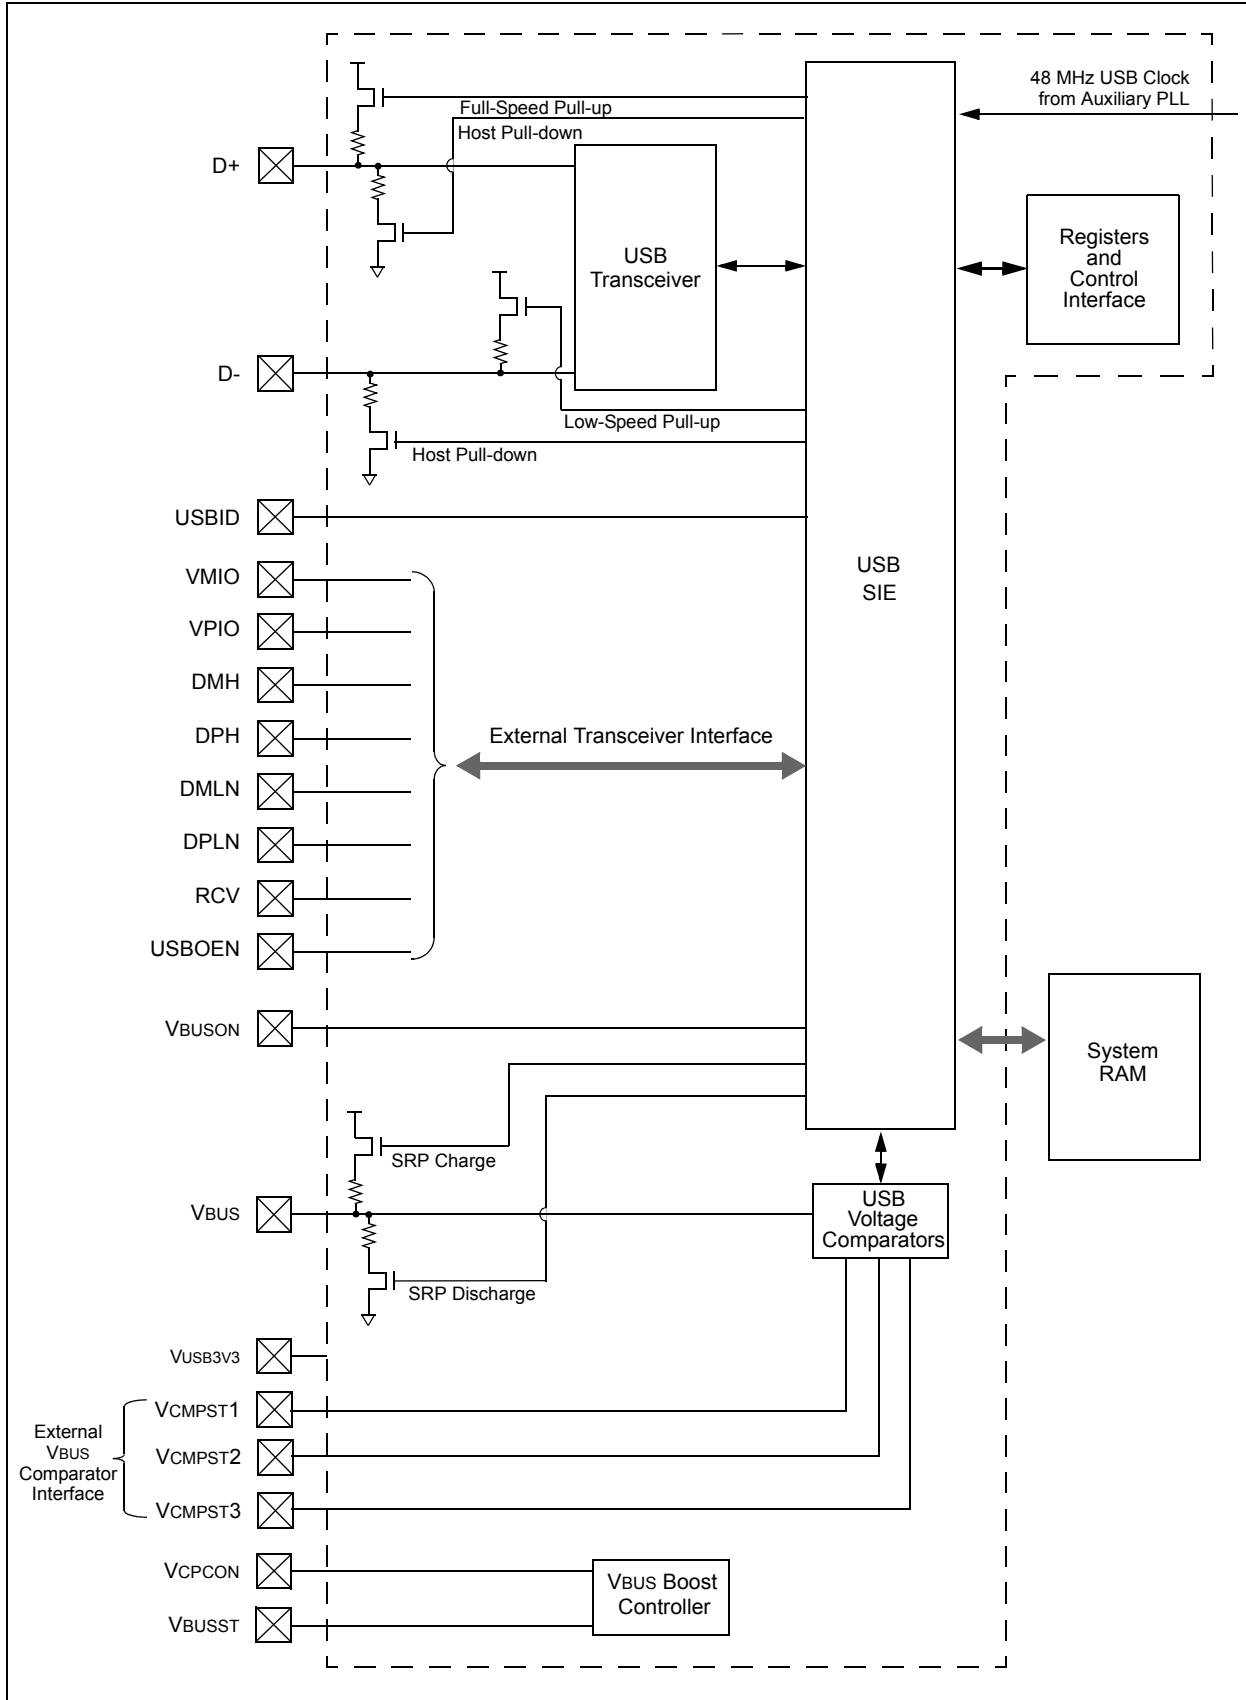 48 MHz USB Clock
from Auxiliary PLL
Full-Speed Pull-up
Host Pull-down
D+
USB
Transceiver
Registers
and
Control
Interface
D-
Low-Speed Pull-up
Host Pull-down
USBID
USB
SIE
VMIO
VPIO
DMH
DPH
External Transceiver Interface
DMLN
DPLN
RCV
USBOEN
VBUSON
System
RAM
SRP Charge
VBUS
USB
Voltage
Comparators
SRP Discharge
VUSB3V3
External
VBUS
Comparator
Interface
VCMPST1
VCMPST2
VCMPST3
VCPCON
VBUS Boost
Controller
VBUSST